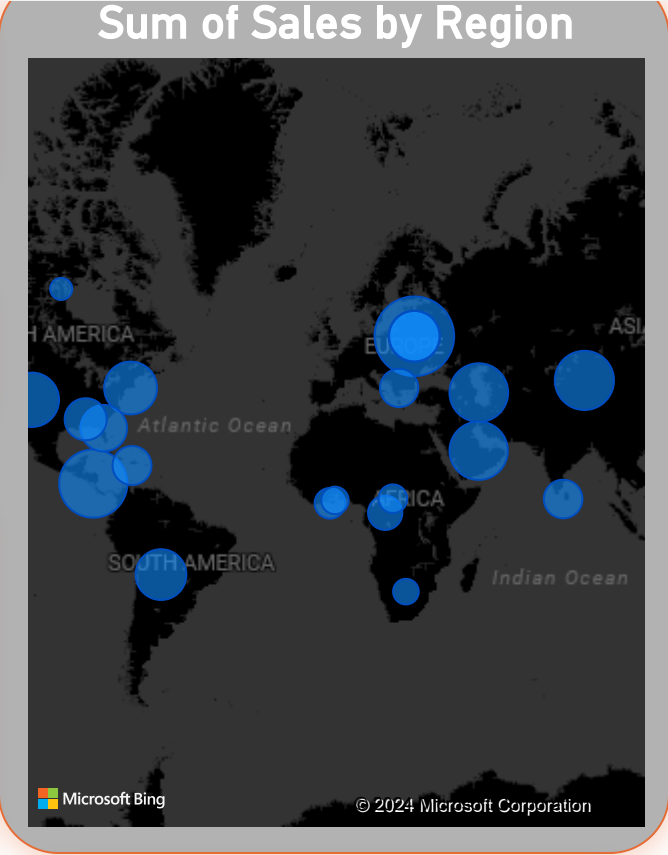 Sum of Sales by Region
H AMERICA
EUROPE
ASI
Atlantic Ocean
AFRICA
SOUTH AMERICA
Indian Ocean
Microsoft Bing
© 2024 Microsoft Corporation